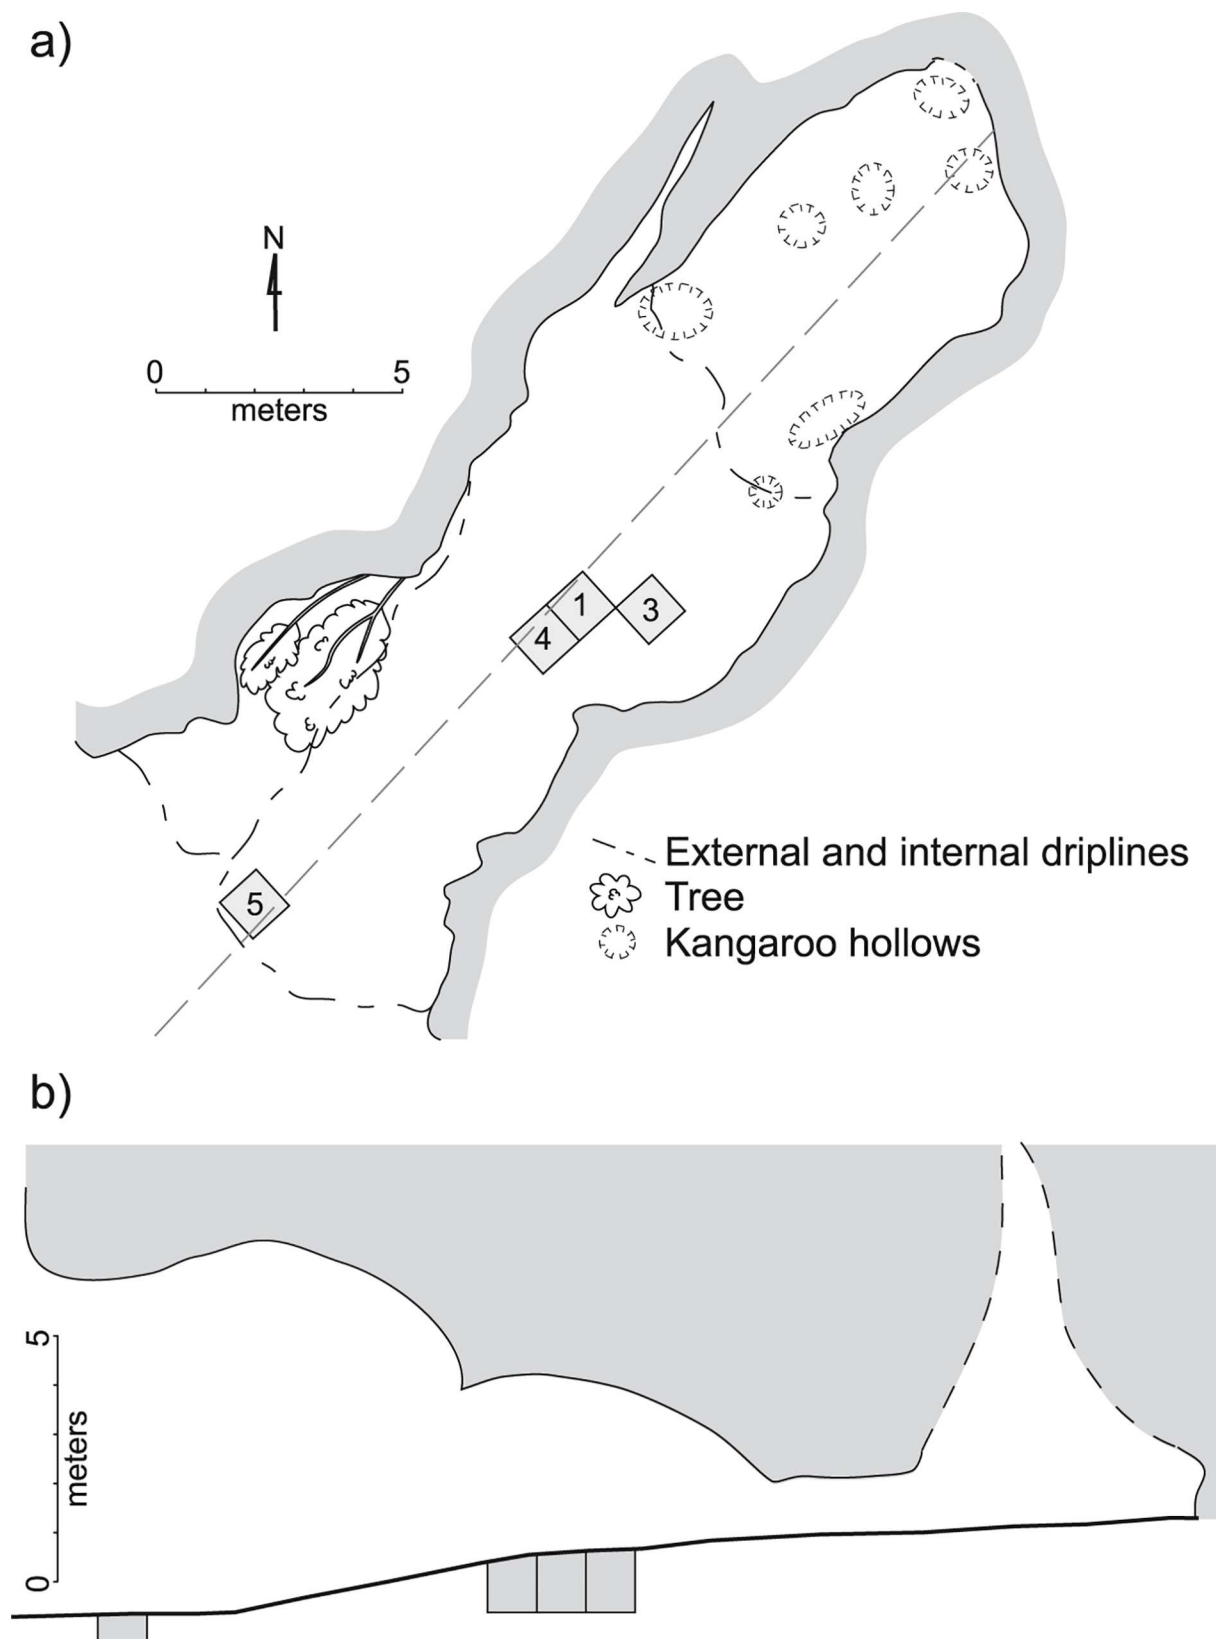 a)
N
0 5
meters
1
3
4
5
External and internal driplines
Tree
Kangaroo hollows
b)
5
meters
0